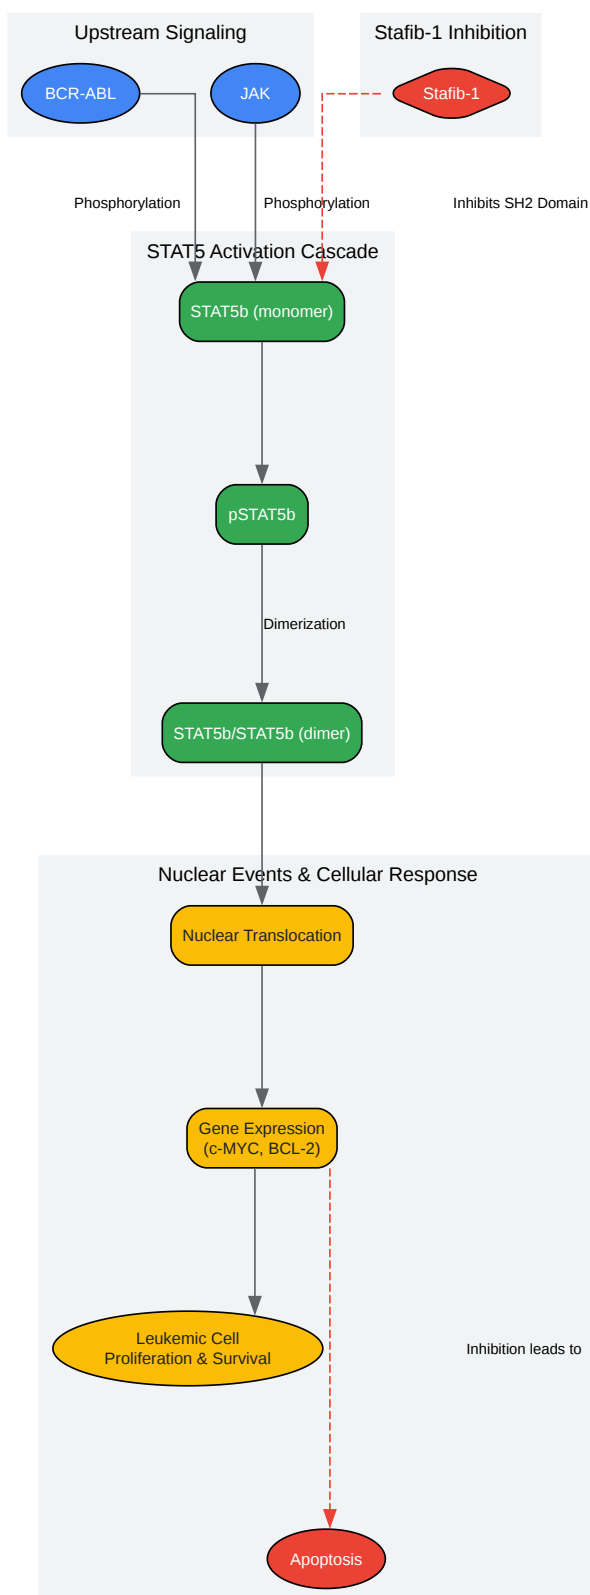 Upstream Signaling
Stafib-1 Inhibition
BCR-ABL
JAK
Stafib-1
Phosphorylation
Phosphorylation
Inhibits SH2 Domain
STAT5 Activation Cascade
STAT5b (monomer)
pSTAT5b
Dimerization
STAT5b/STAT5b (dimer)
Nuclear Events & Cellular Response
Nuclear Translocation
Gene Expression
(c-MYC, BCL-2)
Leukemic Cell
Proliferation & Survival
Inhibition leads to
Apoptosis